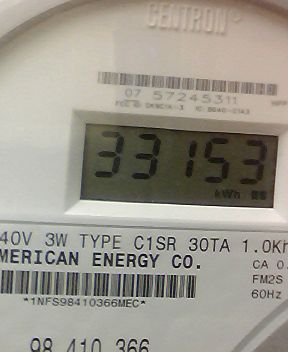 CENTRON®
07 57245311
33153
kWh
40V 3W TYPE C1SR 30TA 1.0Kh
MERICAN ENERGY CO.
CA 0.
FM2S
*1NFS98410366MEC*
60Hz
98 410 366